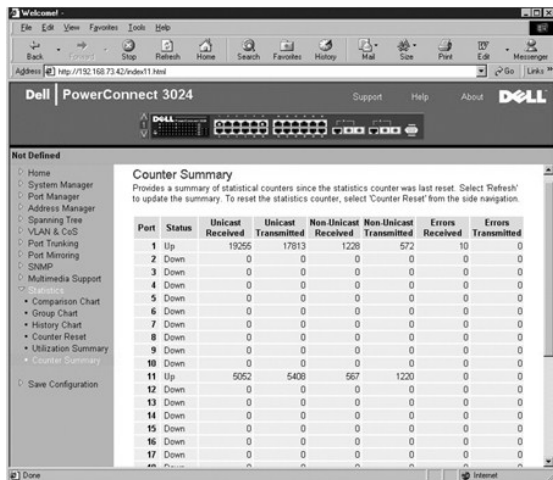 Welcome! -
File Edit View Favorites Tools Help
Back Forward Stop Refresh Home Search Favorites History Mail Size Print Edit Messenger
Address http://192.168.73.42/index11.html Go Links »
Dell | PowerConnect 3024 Support Help About DELL
DELL
Not Defined
Home
System Manager
Port Manager
Address Manager
Spanning Tree
VLAN & CoS
Port Trunking
Port Mirroring
SNMP
Multimedia Support
Statistics
Comparison Chart
Group Chart
History Chart
Counter Reset
Utilization Summary
Counter Summary
Save Configuration
Counter Summary
Provides a summary of statistical counters since the statistics counter was last reset. Select 'Refresh'
to update the summary. To reset the statistics counter, select 'Counter Reset' from the side navigation.
Port Status Unicast Received Unicast Transmitted Non-Unicast Received Non-Unicast Transmitted Errors Received Errors Transmitted
1 Up 19255 17813 1228 572 10 0
2 Down 0 0 0 0 0 0
3 Down 0 0 0 0 0 0
4 Down 0 0 0 0 0 0
5 Down 0 0 0 0 0 0
6 Down 0 0 0 0 0 0
7 Down 0 0 0 0 0 0
8 Down 0 0 0 0 0 0
9 Down 0 0 0 0 0 0
10 Down 0 0 0 0 0 0
11 Up 5052 5408 567 1220 0 0
12 Down 0 0 0 0 0 0
13 Down 0 0 0 0 0 0
14 Down 0 0 0 0 0 0
15 Down 0 0 0 0 0 0
16 Down 0 0 0 0 0 0
17 Down 0 0 0 0 0 0
Done Internet